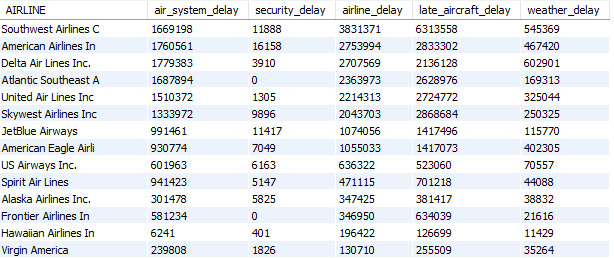 AIRLINE air_system_delay security_delay airline_delay late_aircraft_delay weather_delay
Southwest Airlines C 1669198 11888 3831371 6313558 545369
American Airlines In 1760561 16158 2753994 2833302 467420
Delta Air Lines Inc. 1779383 3910 2707569 2136128 602901
Atlantic Southeast A 1687894 0 2363973 2628976 169313
United Air Lines Inc 1510372 1305 2214313 2724772 325044
Skywest Airlines Inc 1333972 9896 2043703 2868684 250325
JetBlue Airways 991461 11417 1074056 1417496 115770
American Eagle Airli 930774 7049 1055033 1417073 402305
US Airways Inc. 601963 6163 636322 523060 70557
Spirit Air Lines 941423 5147 471115 701218 44088
Alaska Airlines Inc. 301478 5825 347425 381417 38832
Frontier Airlines In 581234 0 346950 634039 21616
Hawaiian Airlines In 6241 401 196422 126699 11429
Virgin America 239808 1826 130710 255509 35264